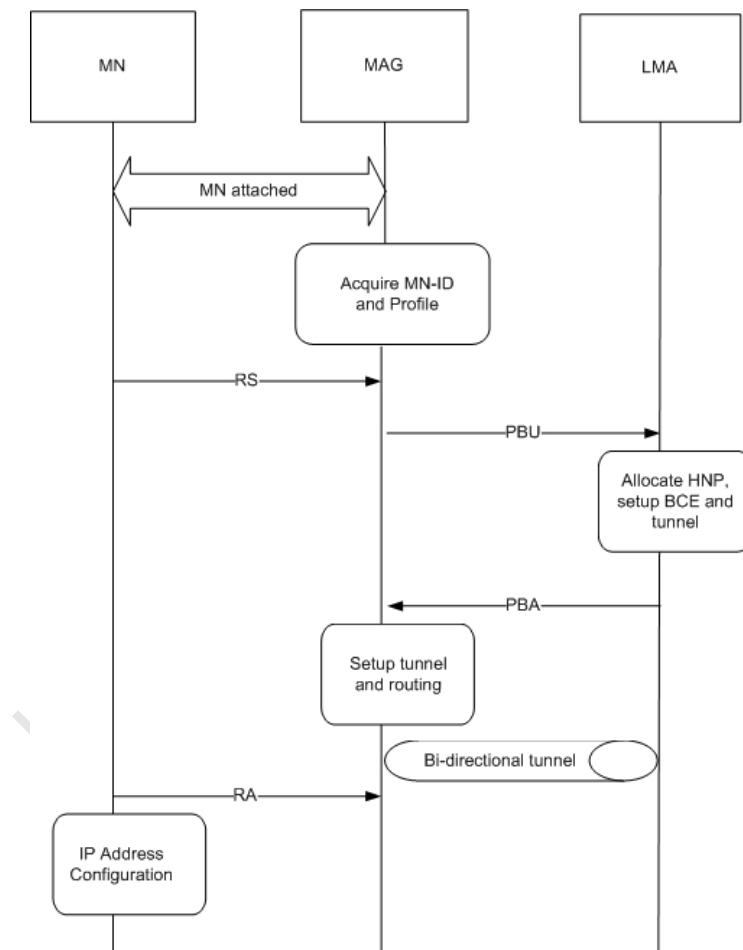 MN
MAG
LMA
MN attached
Acquire MN-ID
and Profile
RS
PBU
Allocate HNP,
setup BCE and
tunnel
PBA
Setup tunnel
and routing
Bi-directional tunnel
RA
IP Address
Configuration